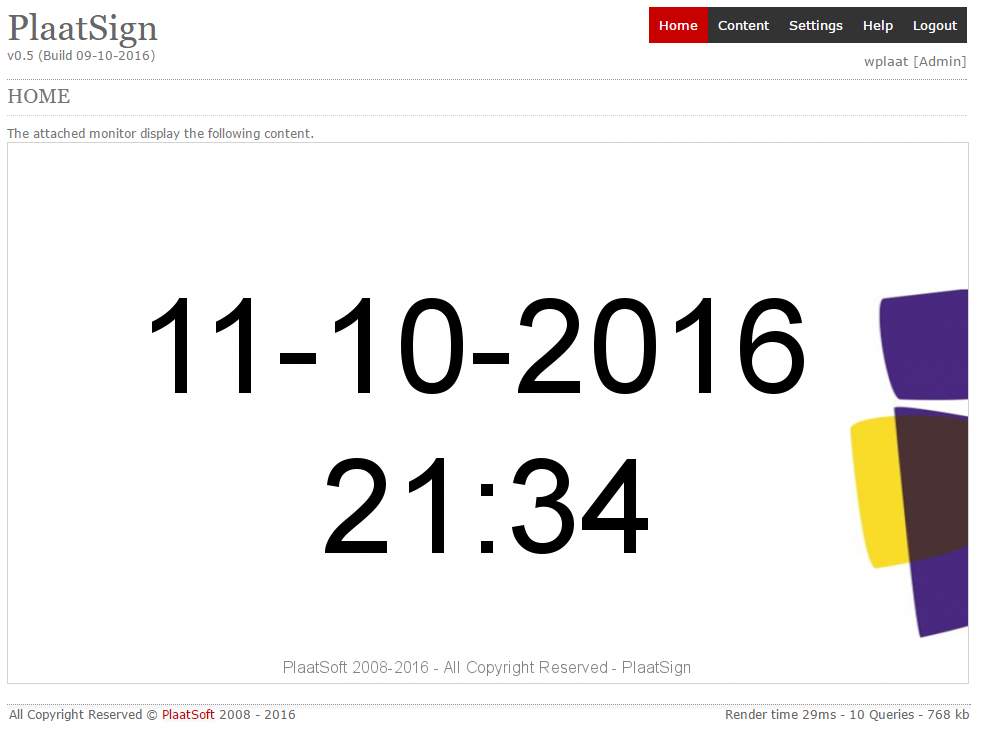 PlaatSign
v0.5 (Build 09-10-2016)
Home Content Settings Help Logout
wplaat [Admin]
HOME
The attached monitor display the following content.
11-10-2016
21:34
PlaatSoft 2008-2016 - All Copyright Reserved - PlaatSign
All Copyright Reserved © PlaatSoft 2008 - 2016
Render time 29ms - 10 Queries - 768 kb